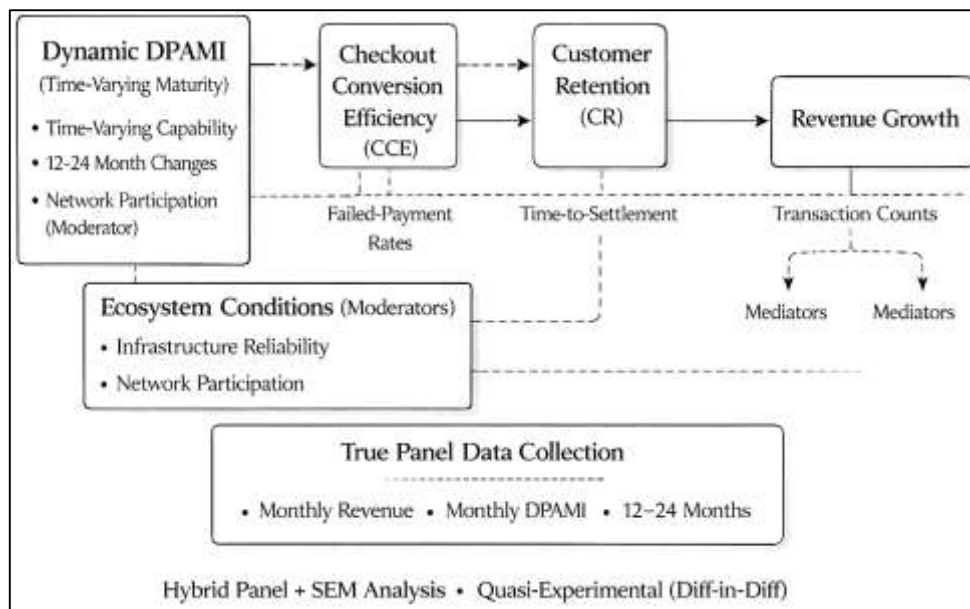 Dynamic DPAMI
(Time-Varying Maturity)
• Time-Varying Capability
• 12-24 Month Changes
• Network Participation
(Moderator)
Checkout
Conversion
Efficiency
(CCE)
Customer
Retention
(CR)
Revenue Growth
Failed-Payment
Rates
Time-to-Settlement
Transaction Counts
Mediators
Mediators
Ecosystem Conditions (Moderators)
• Infrastructure Reliability
• Network Participation
True Panel Data Collection
• Monthly Revenue • Monthly DPAMI • 12–24 Months
Hybrid Panel + SEM Analysis • Quasi-Experimental (Diff-in-Diff)